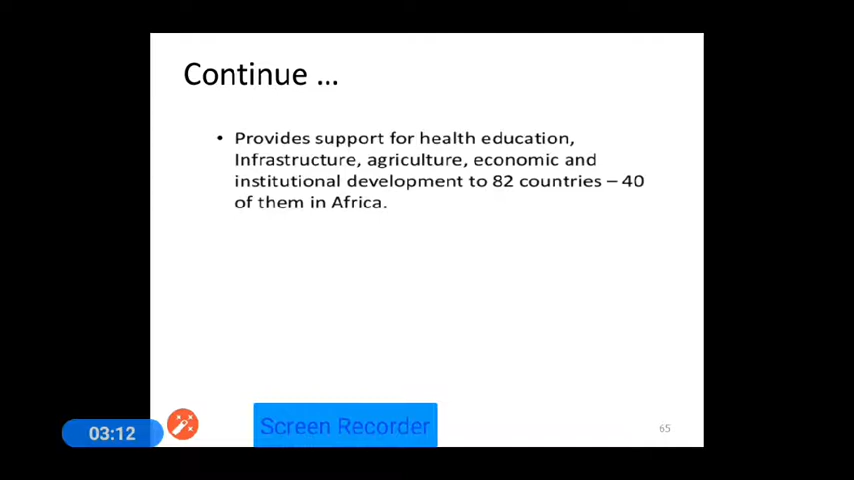 Continue ...
• Provides support for health education,
Infrastructure, agriculture, economic and
institutional development to 82 countries – 40
of them in Africa.
03:12
Screen Recorder
65